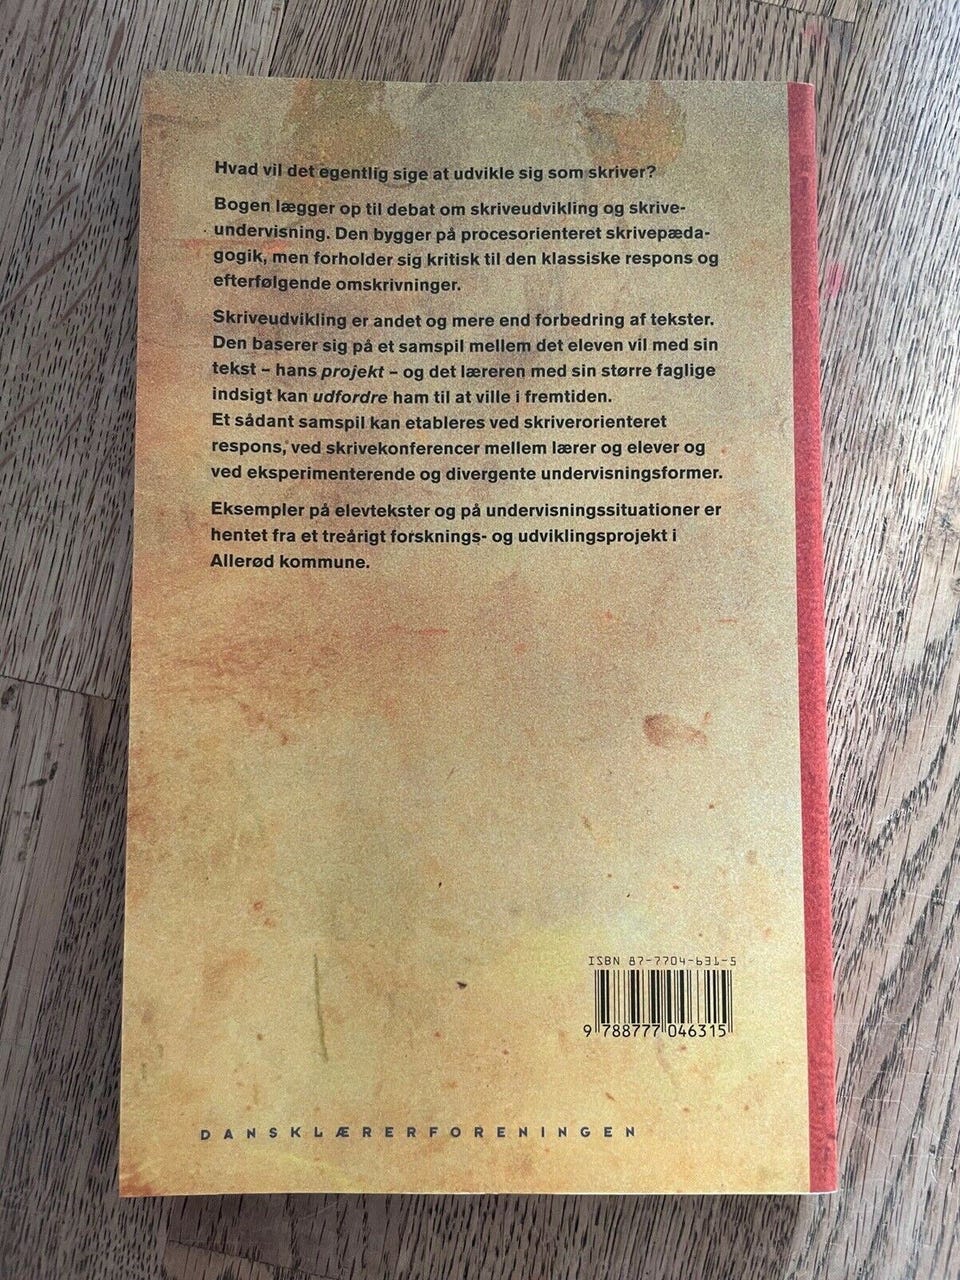 Hvad vil det egentlig sige at udvikle sig som skriver?
Bogen lægger op til debat om skriveudvikling og skrive-
undervisning. Den bygger på procesorienteret skrivepæda-
gogik, men forholder sig kritisk til den klassiske respons og
efterfølgende omskrivninger.
Skriveudvikling er andet og mere end forbedring af tekster.
Den baserer sig på et samspil mellem det eleven vil med sin
tekst – hans projekt – og det læreren med sin større faglige
indsigt kan udfordre ham til at ville i fremtiden.
Et sådant samspil kan etableres ved skriverorienteret
respons, ved skrivekonferencer mellem lærer og elever og
ved eksperimenterende og divergente undervisningsformer.
Eksempler på elevtekster og på undervisningssituationer er
hentet fra et treårigt forsknings- og udviklingsprojekt i
Allerød kommune.
ISBN 87-7704-631-5
9 788777 046315
DANSKLÆRERFORENINGEN